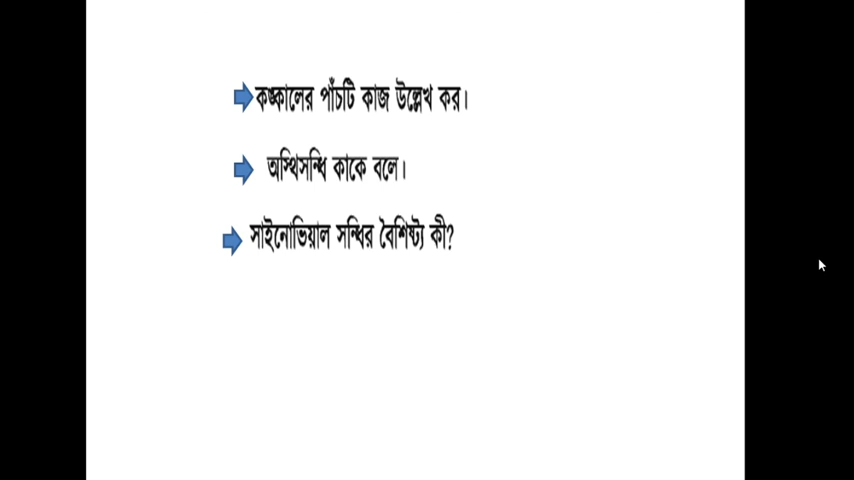 কঙ্কালের পাঁচটি কাজ উল্লেখ কর।
অস্থিসন্ধি কাকে বলে।
সাইনোভিয়াল সন্ধির বৈশিষ্ট্য কী?